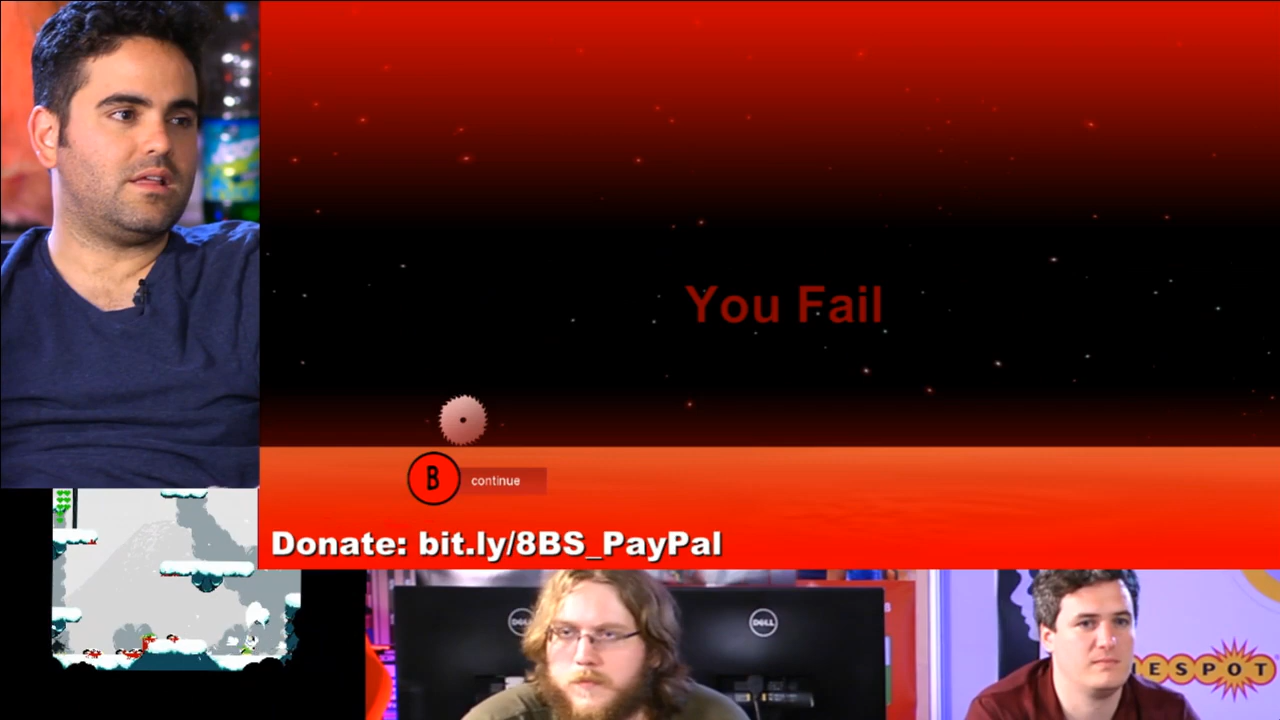 You Fail
B
continue
Donate: bit.ly/8BS_PayPal
DELL
DELL
ESPOT